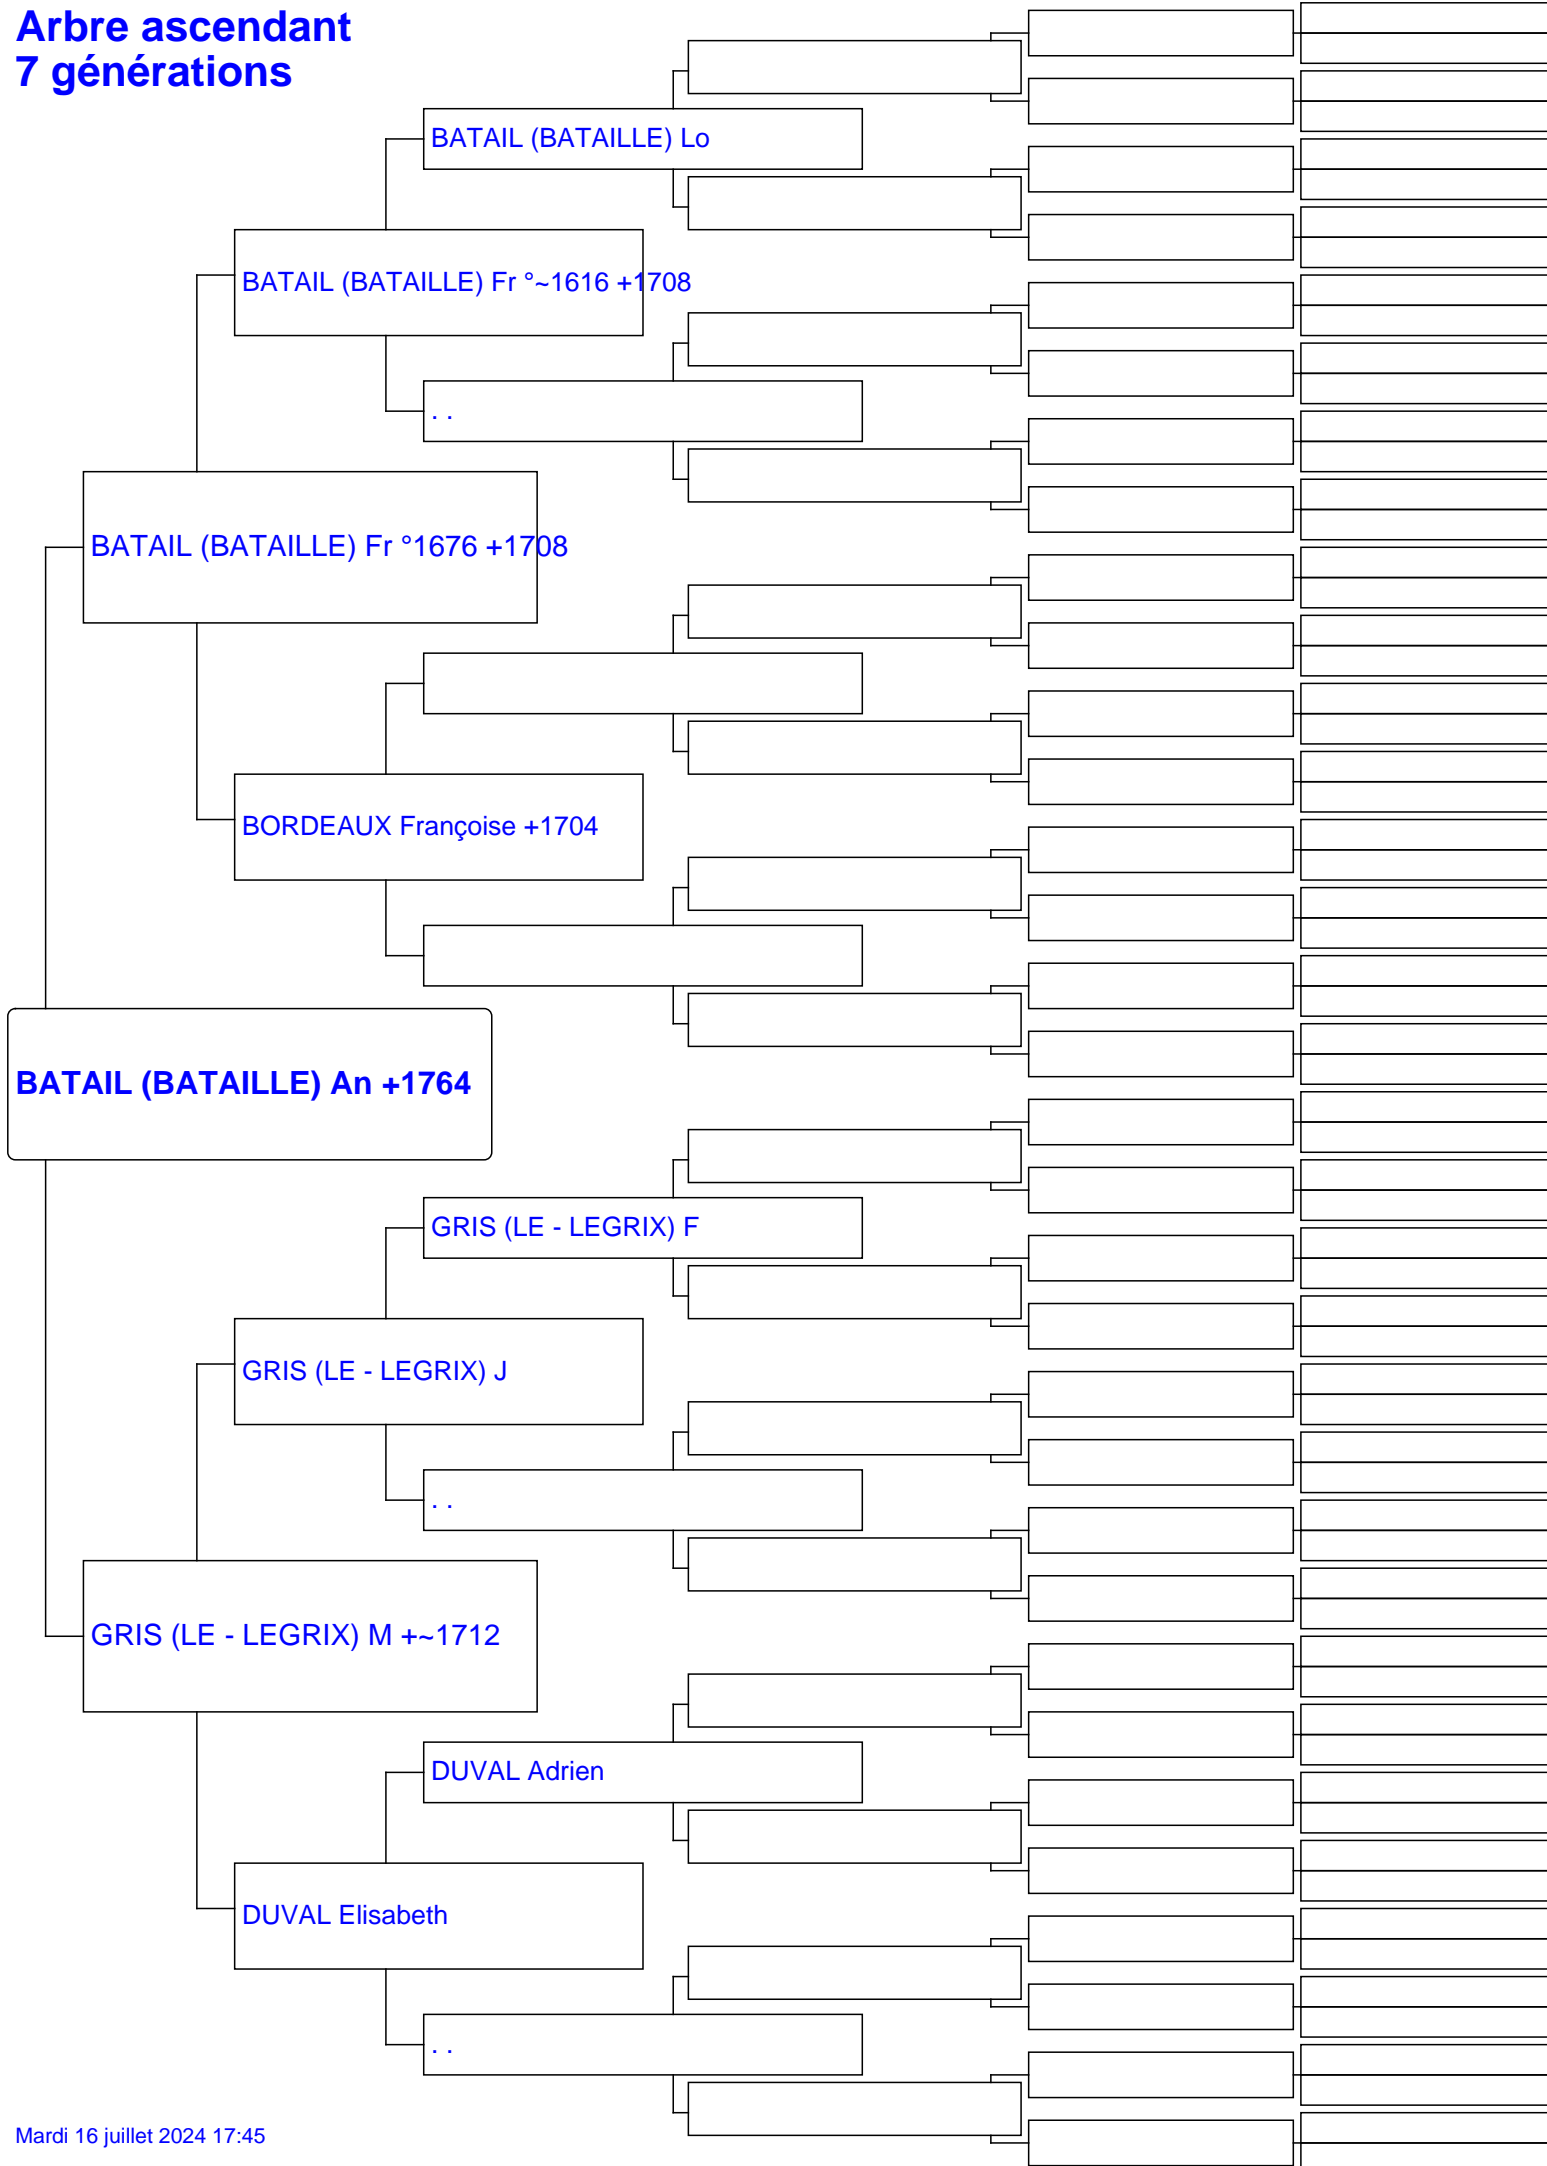 Arbre ascendant
7 générations
BATAIL (BATAILLE) Lo
BATAIL (BATAILLE) Fr °~1616 +1708
. .
BATAIL (BATAILLE) Fr °1676 +1708
BORDEAUX Françoise +1704
BATAIL (BATAILLE) An +1764
GRIS (LE - LEGRIX) F
GRIS (LE - LEGRIX) J
. .
GRIS (LE - LEGRIX) M +~1712
DUVAL Adrien
DUVAL Elisabeth
. .
Mardi 16 juillet 2024 17:45